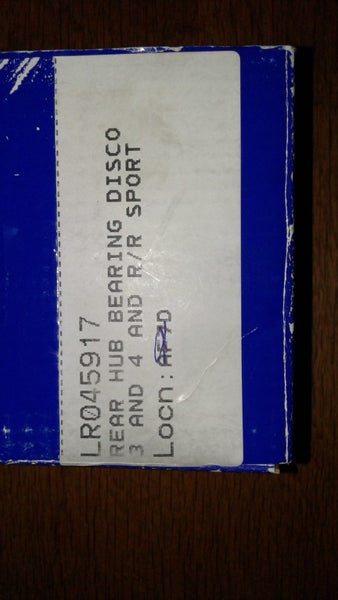 LR045917
REAR HUB BEARING DISCO
3 AND 4 AND R/R SPORT
Locn: